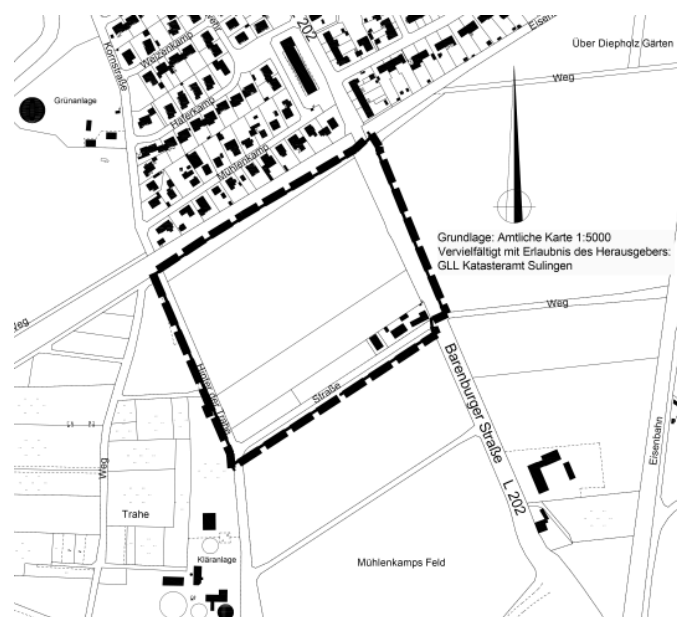 202
Kornstraße
Weizenkamp
Über Diepholz Gärten
Weg
Grünanlage
Haferkamp
Mühlenkamp
Grundlage: Amtliche Karte 1:5000
Vervielfältigt mit Erlaubnis des Herausgebers:
GLL Katasteramt Sulingen
Weg
Weg
Hinter der Trahe
Straße
Barenburger Straße
L 202
Eisenbahn
Weg
Trahe
Kläranlage
Mühlenkamps Feld